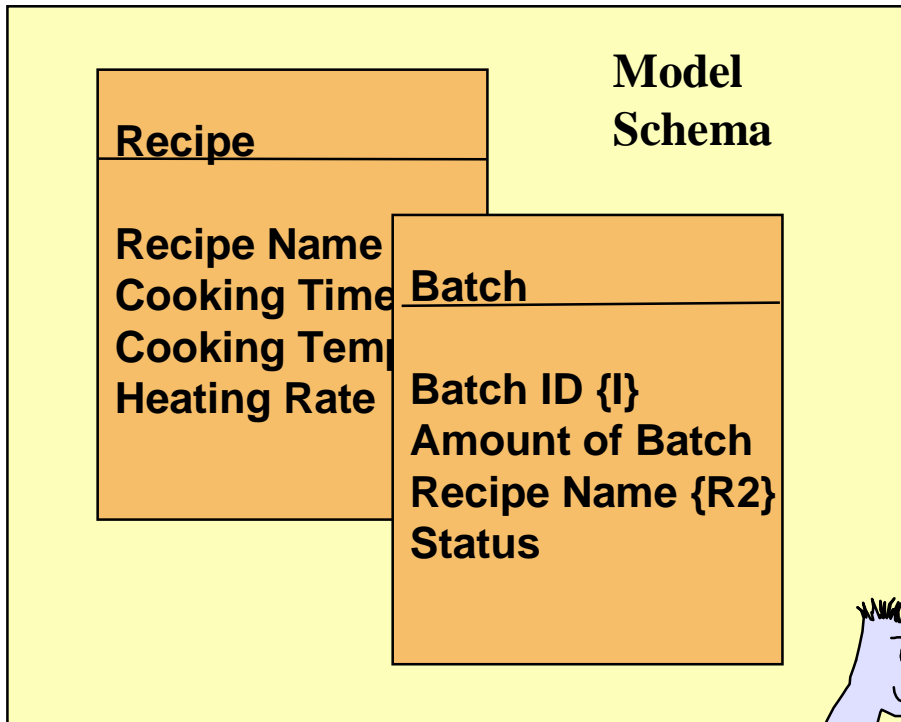 Model
Schema
Recipe
Recipe Name
Cooking Time
Cooking Temp
Heating Rate
Batch
Batch ID {I}
Amount of Batch
Recipe Name {R2}
Status